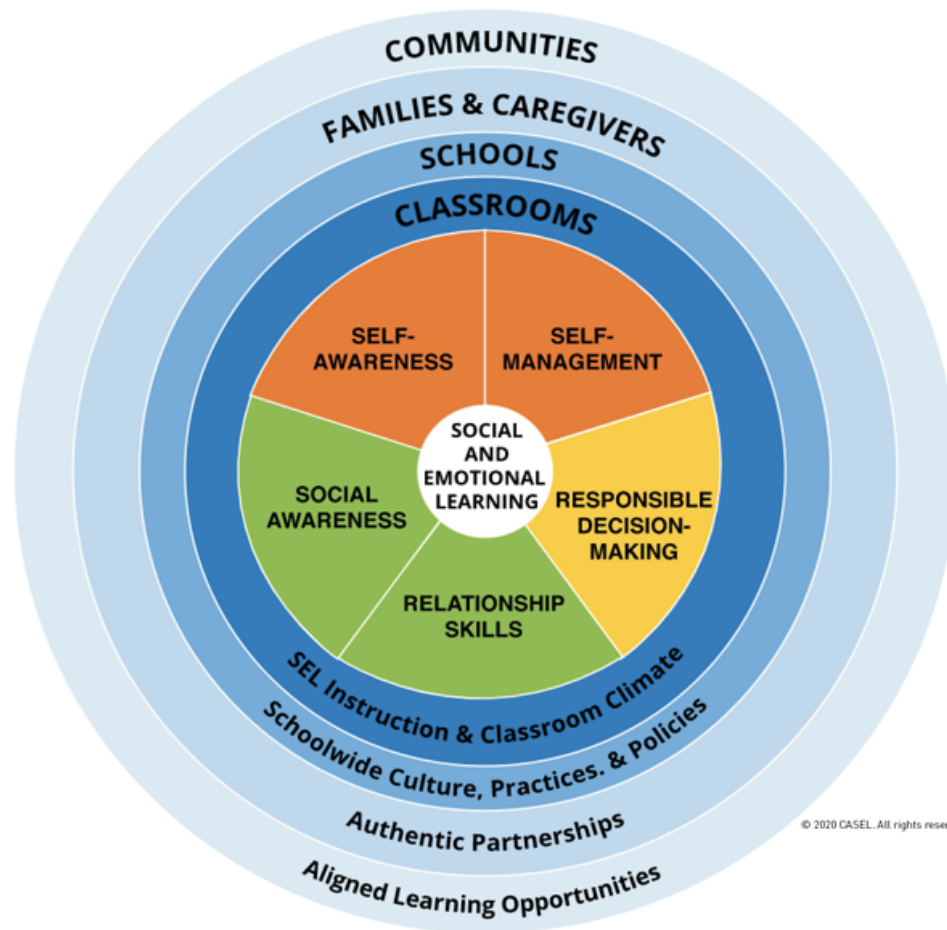 COMMUNITIES
FAMILIES & CAREGIVERS
SCHOOLS
CLASSROOMS
SELF-
AWARENESS
SELF-
MANAGEMENT
SOCIAL
AND
EMOTIONAL
LEARNING
SOCIAL
AWARENESS
RESPONSIBLE
DECISION-
MAKING
RELATIONSHIP
SKILLS
SEL Instruction & Classroom Climate
Schoolwide Culture, Practices. & Policies
Authentic Partnerships
Aligned Learning Opportunities
© 2020 CASEL. All rights reser